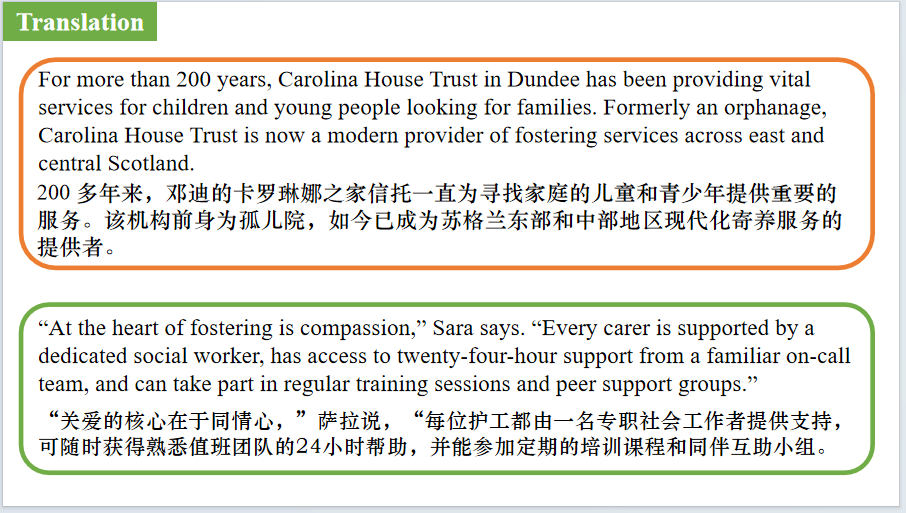 Translation
For more than 200 years, Carolina House Trust in Dundee has been providing vital
services for children and young people looking for families. Formerly an orphanage,
Carolina House Trust is now a modern provider of fostering services across east and
central Scotland.
200 多年来，邓迪的卡罗琳娜之家信托一直为寻找家庭的儿童和青少年提供重要的
服务。该机构前身为孤儿院，如今已成为苏格兰东部和中部地区现代化寄养服务的
提供者。
“At the heart of fostering is compassion,” Sara says. “Every carer is supported by a
dedicated social worker, has access to twenty-four-hour support from a familiar on-call
team, and can take part in regular training sessions and peer support groups.”
“关爱的核心在于同情心，”萨拉说，“每位护工都由一名专职社会工作者提供支持，
可随时获得熟悉值班团队的24小时帮助，并能参加定期的培训课程和同伴互助小组。